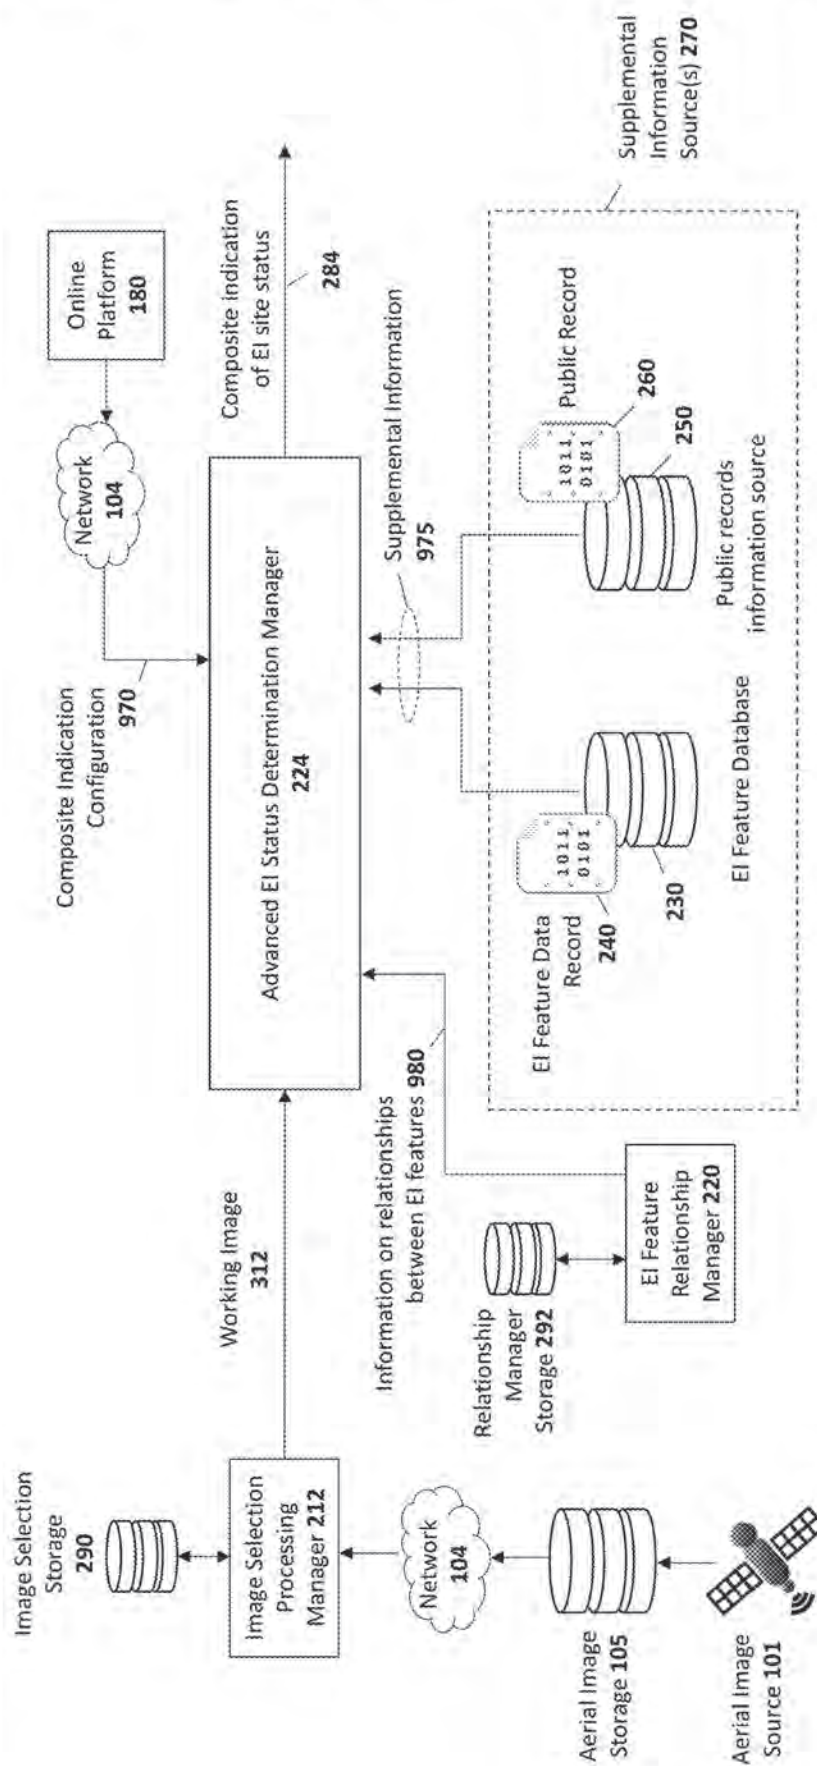 Image Selection
Storage
290
Image Selection
Processing
Manager 212
Network
104
Aerial Image
Storage 105
Aerial Image
Source 101
Working Image
312
Information on relationships
between EI features 980
Relationship
Manager
Storage 292
EI Feature
Relationship
Manager 220
Composite Indication
Configuration
970
Network
104
Online
Platform
180
Advanced EI Status Determination Manager
224
Composite indication
of EI site status
284
Supplemental Information
975
EI Feature Data
Record
240
1011
0101
230
EI Feature Database
Public Record
260
1011
0101
250
Public records
information source
Supplemental
Information
Source(s) 270